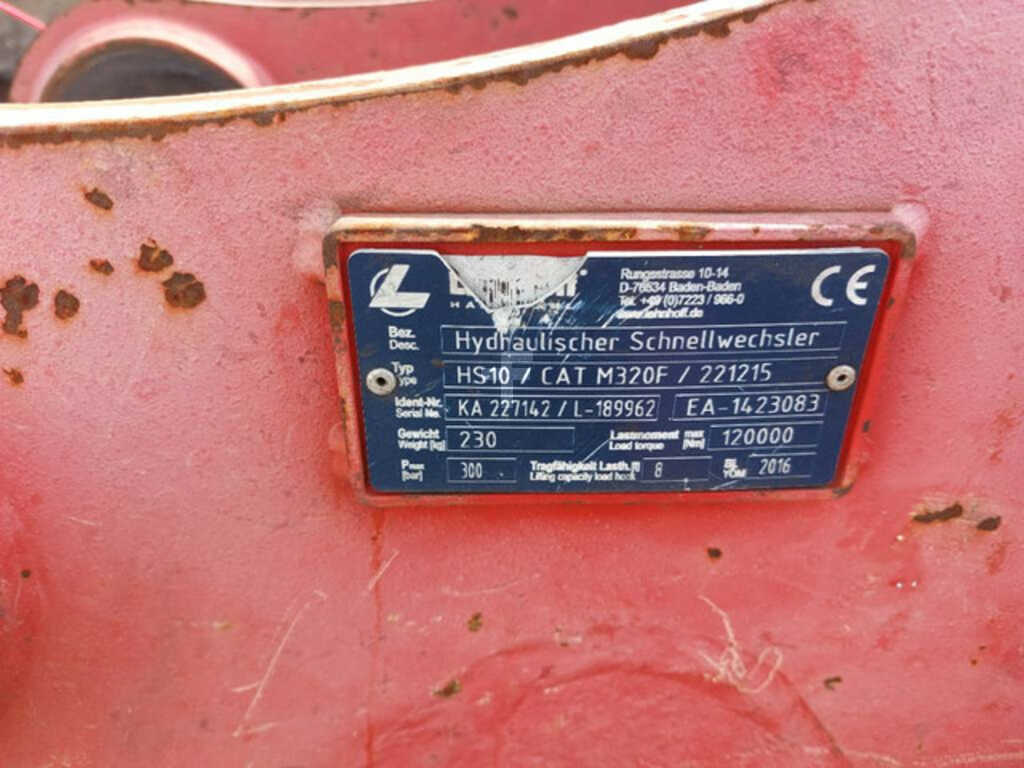 L
Rungsstrasse 10-14
D-76534 Baden-Baden
Tel. +49 (0)7223 / 966-0
www.lehnhoff.de
CE
Bez.
Desc.
Hydraulischer Schnellwechsler
Typ
Type
HS10 / CAT M320F / 221215
Ident-Nr.
Serial No.
KA 227142 / L-189962
EA-1423083
Gewicht
Weight [kg]
230
Lastmoment max
Load torque [Nm]
120000
Pmax
[bar]
300
Tragfähigkeit Lasth. [t]
Lifting capacity load hook
8
BJ.
YOM
2016